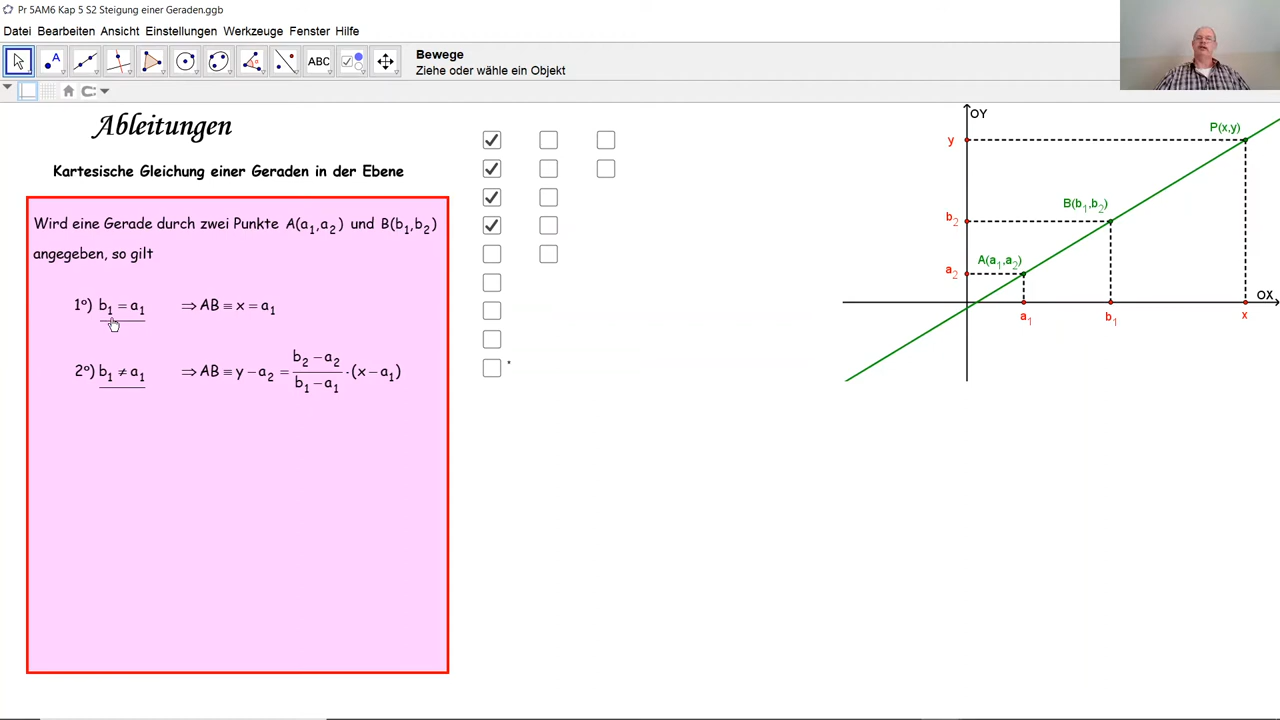 Pr 5AM6 Kap 5 S2 Steigung einer Geraden.ggb
Datei Bearbeiten Ansicht Einstellungen Werkzeuge Fenster Hilfe
A
ABC
Bewege
Ziehe oder wähle ein Objekt
Ableitungen
Kartesische Gleichung einer Geraden in der Ebene
Wird eine Gerade durch zwei Punkte A(a₁,a₂) und B(b₁,b₂)
angegeben, so gilt
1°) b₁ = a₁ ⇒ AB ≡ x = a₁
2°) b₁ ≠ a₁ ⇒ AB ≡ y − a₂ = (b₂ − a₂)/(b₁ − a₁) · (x − a₁)
OY
P(x,y)
y
B(b₁,b₂)
b₂
A(a₁,a₂)
a₂
OX
a₁ b₁ x